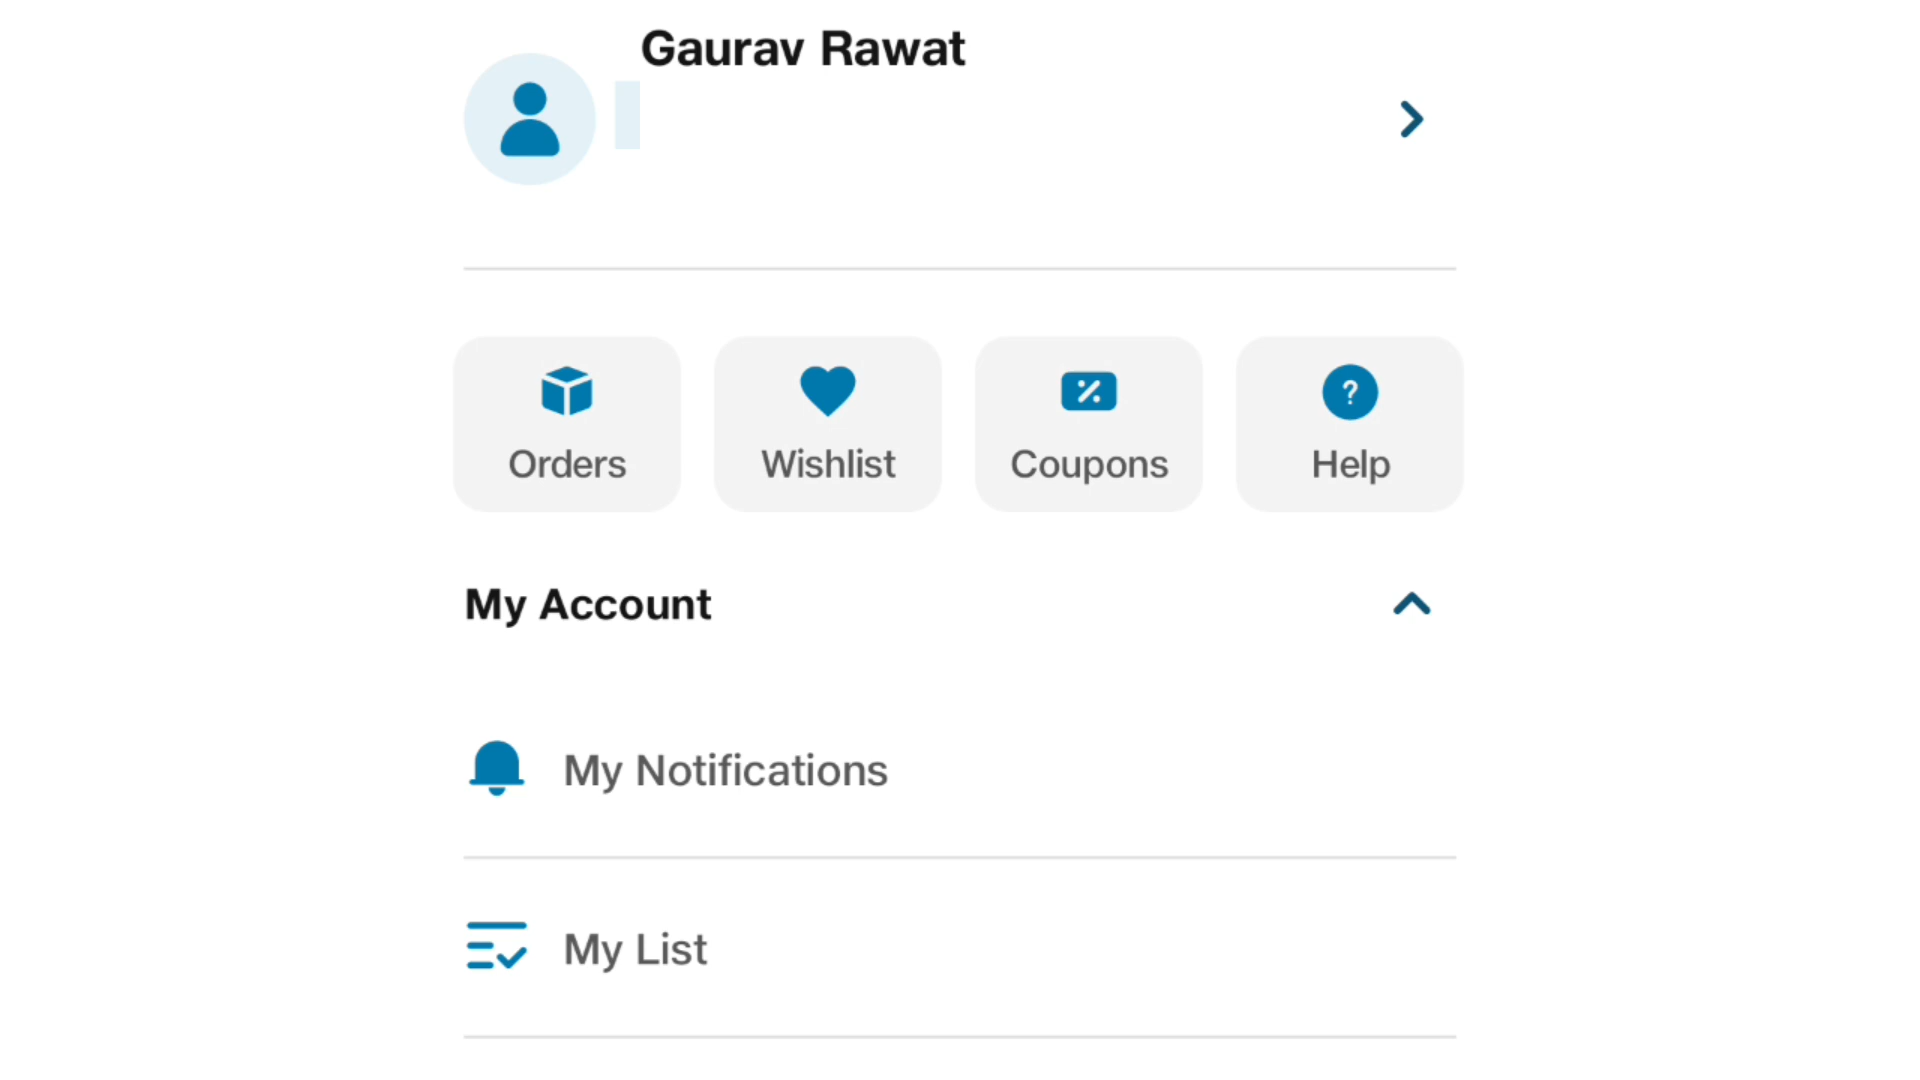 Gaurav Rawat
Orders
Wishlist
Coupons
Help
My Account
My Notifications
My List